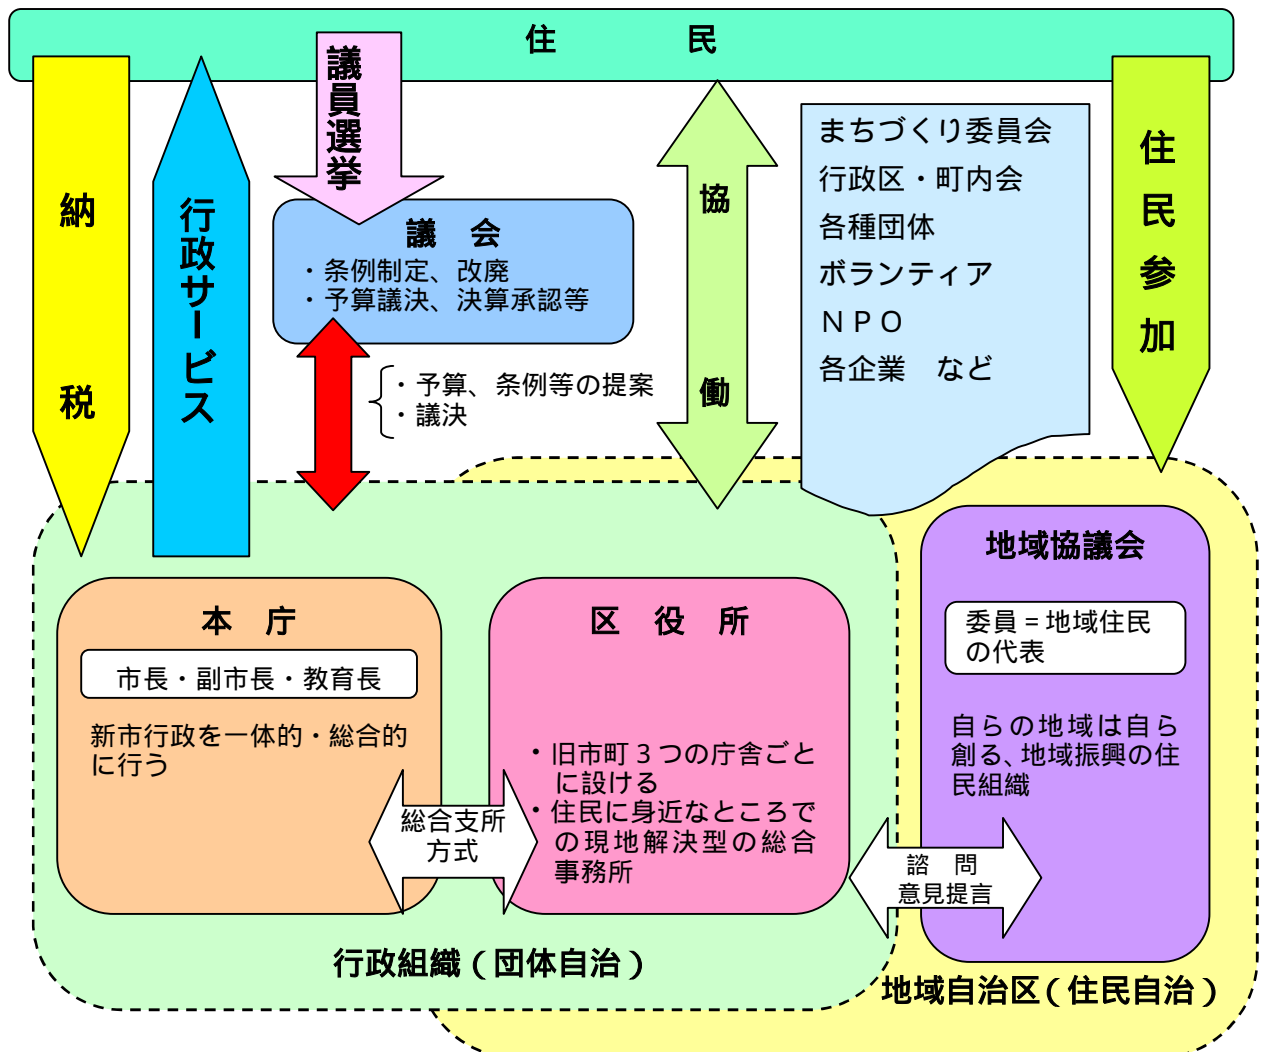 住　民
納　税
行政サービス
議員選挙
議　会
・条例制定、改廃
・予算議決、決算承認等
・予算、条例等の提案
・議決
協　働
まちづくり委員会
行政区・町内会
各種団体
ボランティア
ＮＰＯ
各企業　など
住民参加
本　庁
市長・副市長・教育長
新市行政を一体的・総合的
に行う
総合支所
方式
区　役　所
・旧市町３つの庁舎ごと
に設ける
・住民に身近なところで
の現地解決型の総合
事務所
行政組織（団体自治）
地域協議会
委員＝地域住民
の代表
自らの地域は自ら
創る、地域振興の住
民組織
諮　問
意見提言
地域自治区（住民自治）